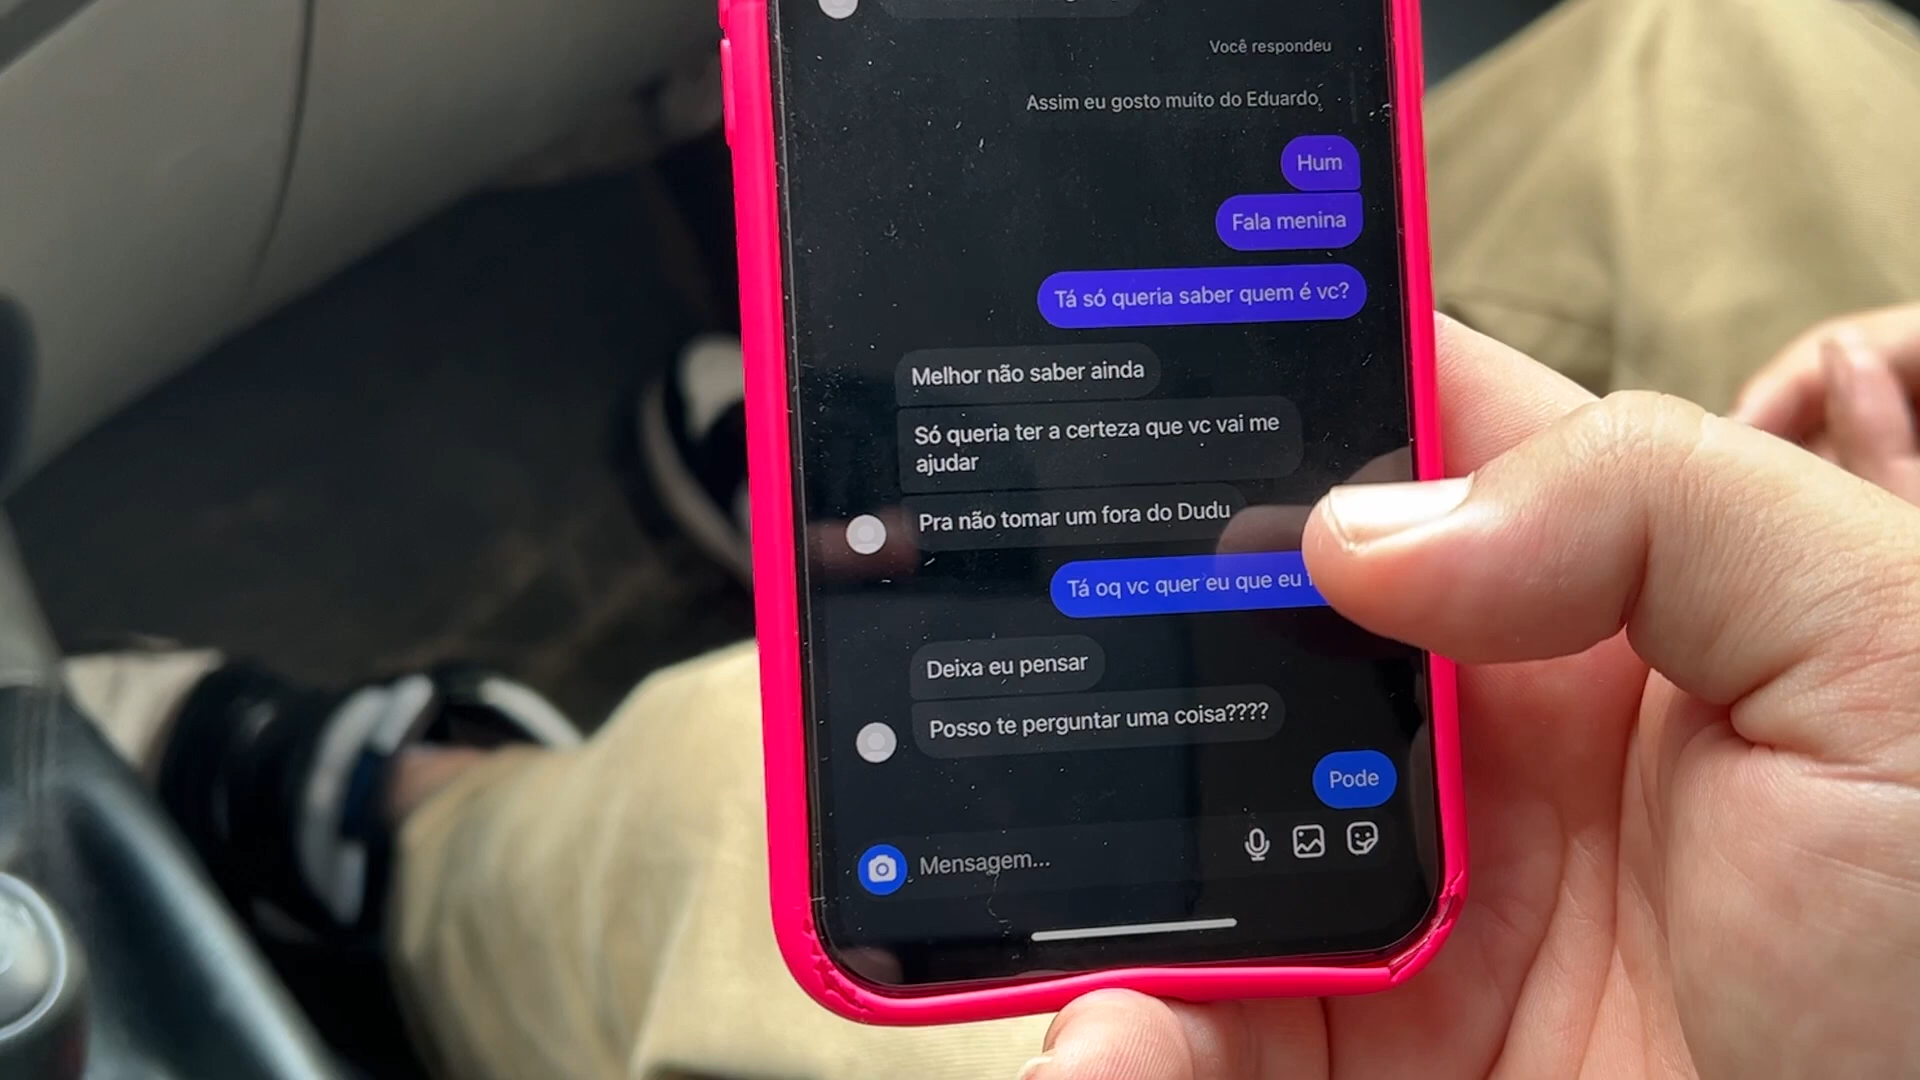 Você respondeu
Assim eu gosto muito do Eduardo,
Hum
Fala menina
Tá só queria saber quem é vc?
Melhor não saber ainda
Só queria ter a certeza que vc vai me
ajudar
Pra não tomar um fora do Dudu
Tá oq vc quer eu que eu
Deixa eu pensar
Posso te perguntar uma coisa????
Pode
Mensagem...